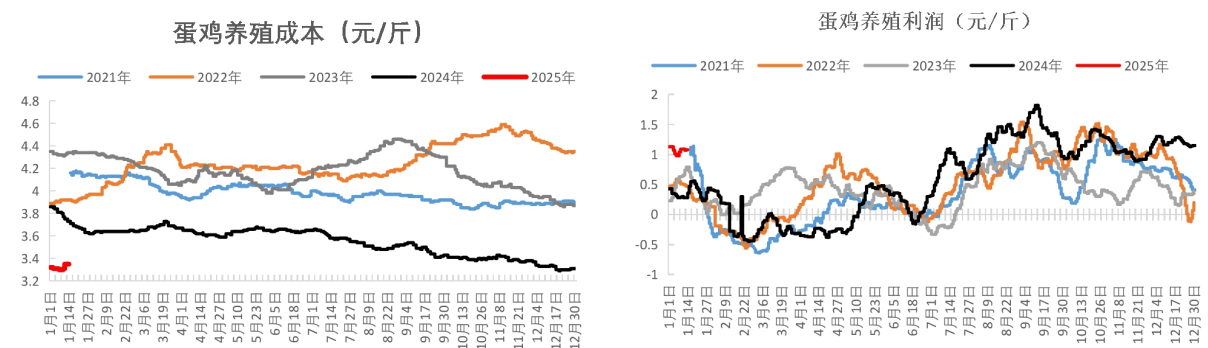 蛋鸡养殖成本（元/斤）
2021年 2022年 2023年 2024年 2025年
4.8
4.6
4.4
4.2
4
3.8
3.6
3.4
3.2
1月1日
1月14日
1月27日
2月9日
2月22日
3月6日
3月19日
4月1日
4月14日
4月27日
5月10日
5月23日
6月5日
6月18日
7月1日
7月14日
7月27日
8月9日
8月22日
9月4日
9月17日
9月30日
10月13日
10月26日
11月8日
11月21日
12月4日
12月17日
12月30日
蛋鸡养殖利润（元/斤）
2021年 2022年 2023年 2024年 2025年
2
1.5
1
0.5
0
-0.5
-1
1月1日
1月14日
1月27日
2月9日
2月22日
3月6日
3月19日
4月1日
4月14日
4月27日
5月10日
5月23日
6月5日
6月18日
7月1日
7月14日
7月27日
8月9日
8月22日
9月4日
9月17日
9月30日
10月13日
10月26日
11月8日
11月21日
12月4日
12月17日
12月30日